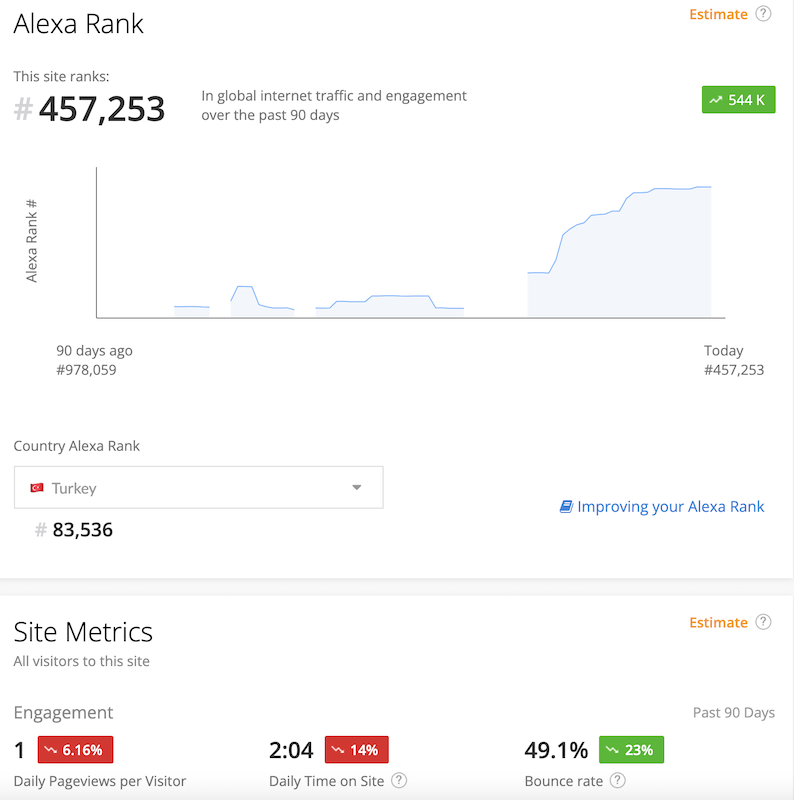 Alexa Rank
Estimate ?
This site ranks:
# 457,253
In global internet traffic and engagement
over the past 90 days
544 K
Alexa Rank #
90 days ago
#978,059
Today
#457,253
Country Alexa Rank
Turkey
# 83,536
Improving your Alexa Rank
Site Metrics
Estimate ?
All visitors to this site
Engagement
Past 90 Days
1 6.16%
Daily Pageviews per Visitor
2:04 14%
Daily Time on Site ?
49.1% 23%
Bounce rate ?